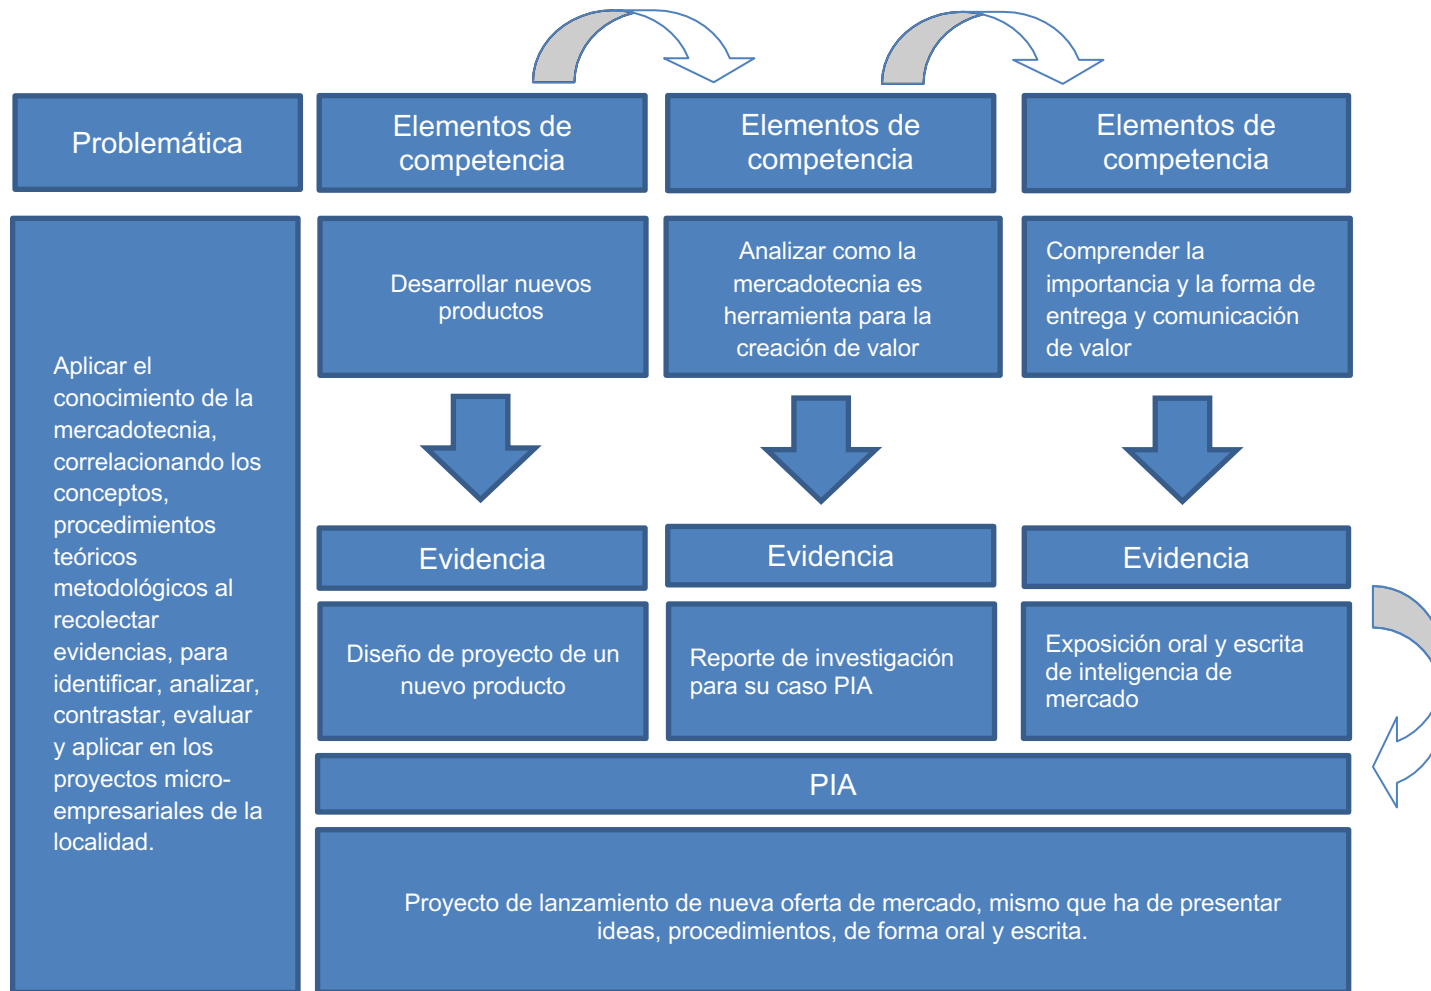 Problemática
Aplicar el
conocimiento de la
mercadotecnia,
correlacionando los
conceptos,
procedimientos
teóricos
metodológicos al
recolectar
evidencias, para
identificar, analizar,
contrastar, evaluar
y aplicar en los
proyectos micro-
empresariales de la
localidad.
Elementos de
competencia
Desarrollar nuevos
productos
Evidencia
Diseño de proyecto de un
nuevo producto
Elementos de
competencia
Analizar como la
mercadotecnia es
herramienta para la
creación de valor
Evidencia
Reporte de investigación
para su caso PIA
Elementos de
competencia
Comprender la
importancia y la forma de
entrega y comunicación
de valor
Evidencia
Exposición oral y escrita
de inteligencia de
mercado
PIA
Proyecto de lanzamiento de nueva oferta de mercado, mismo que ha de presentar
ideas, procedimientos, de forma oral y escrita.